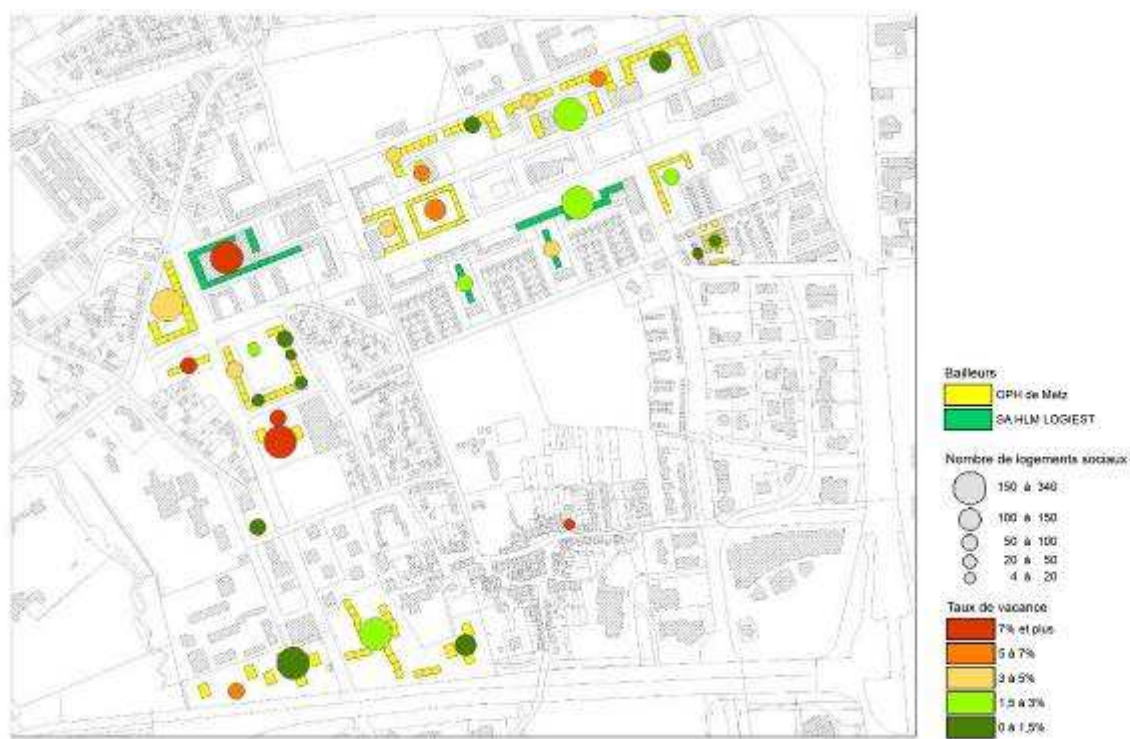 Bailleurs
OPH de Metz
SA HLM LOGIEST
Nombre de logements sociaux
150 à 346
100 à 150
50 à 100
20 à 50
4 à 20
Taux de vacance
7% et plus
5 à 7%
3 à 5%
1,5 à 3%
0 à 1,5%